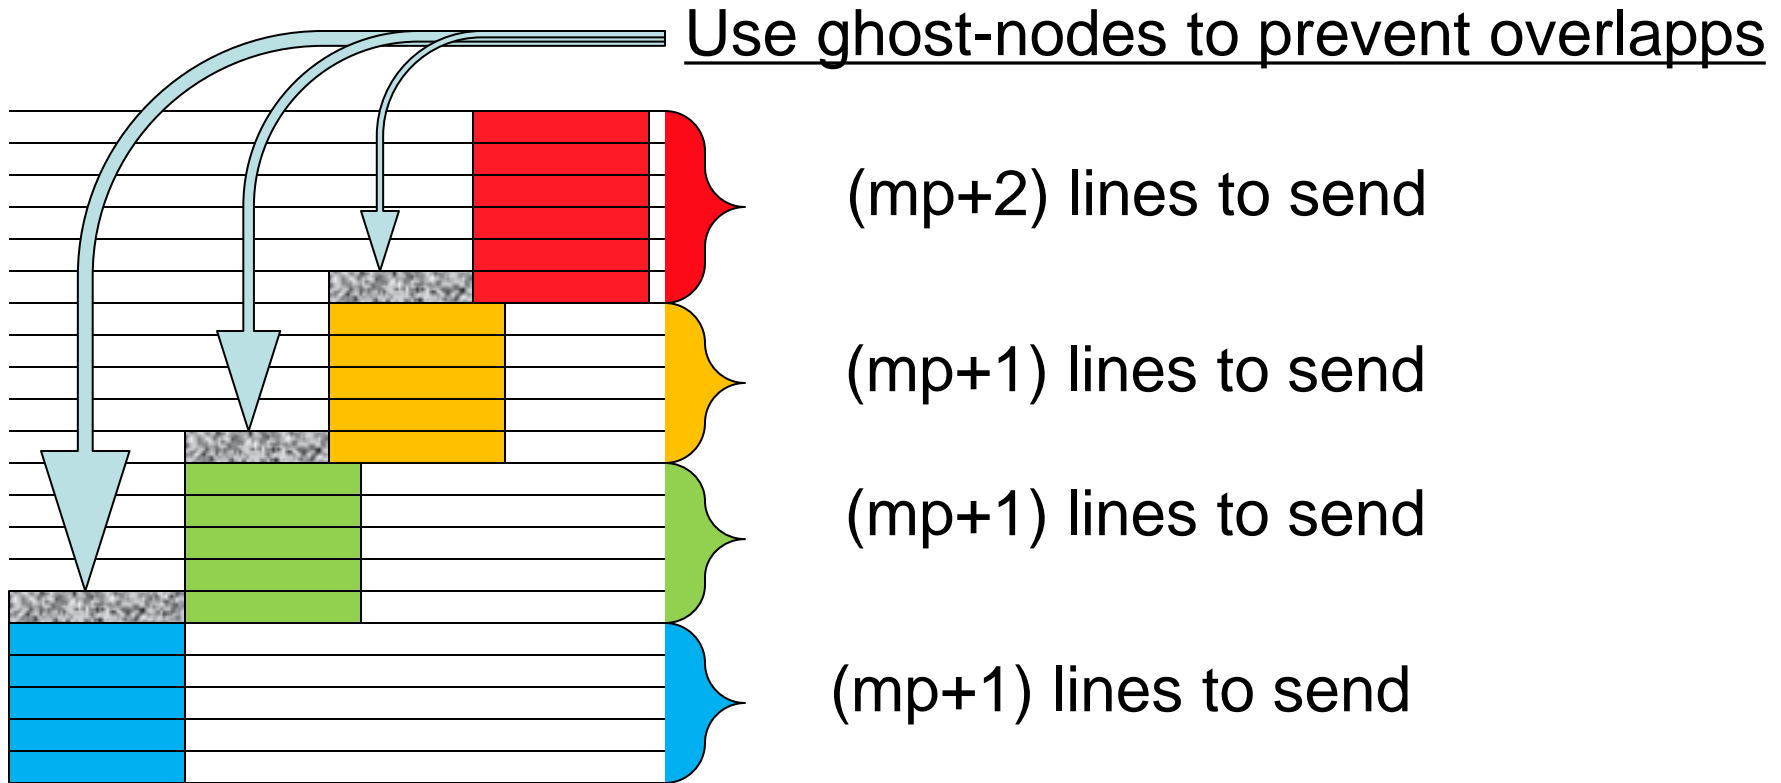 Use ghost-nodes to prevent overlapps
(mp+2) lines to send
(mp+1) lines to send
(mp+1) lines to send
(mp+1) lines to send